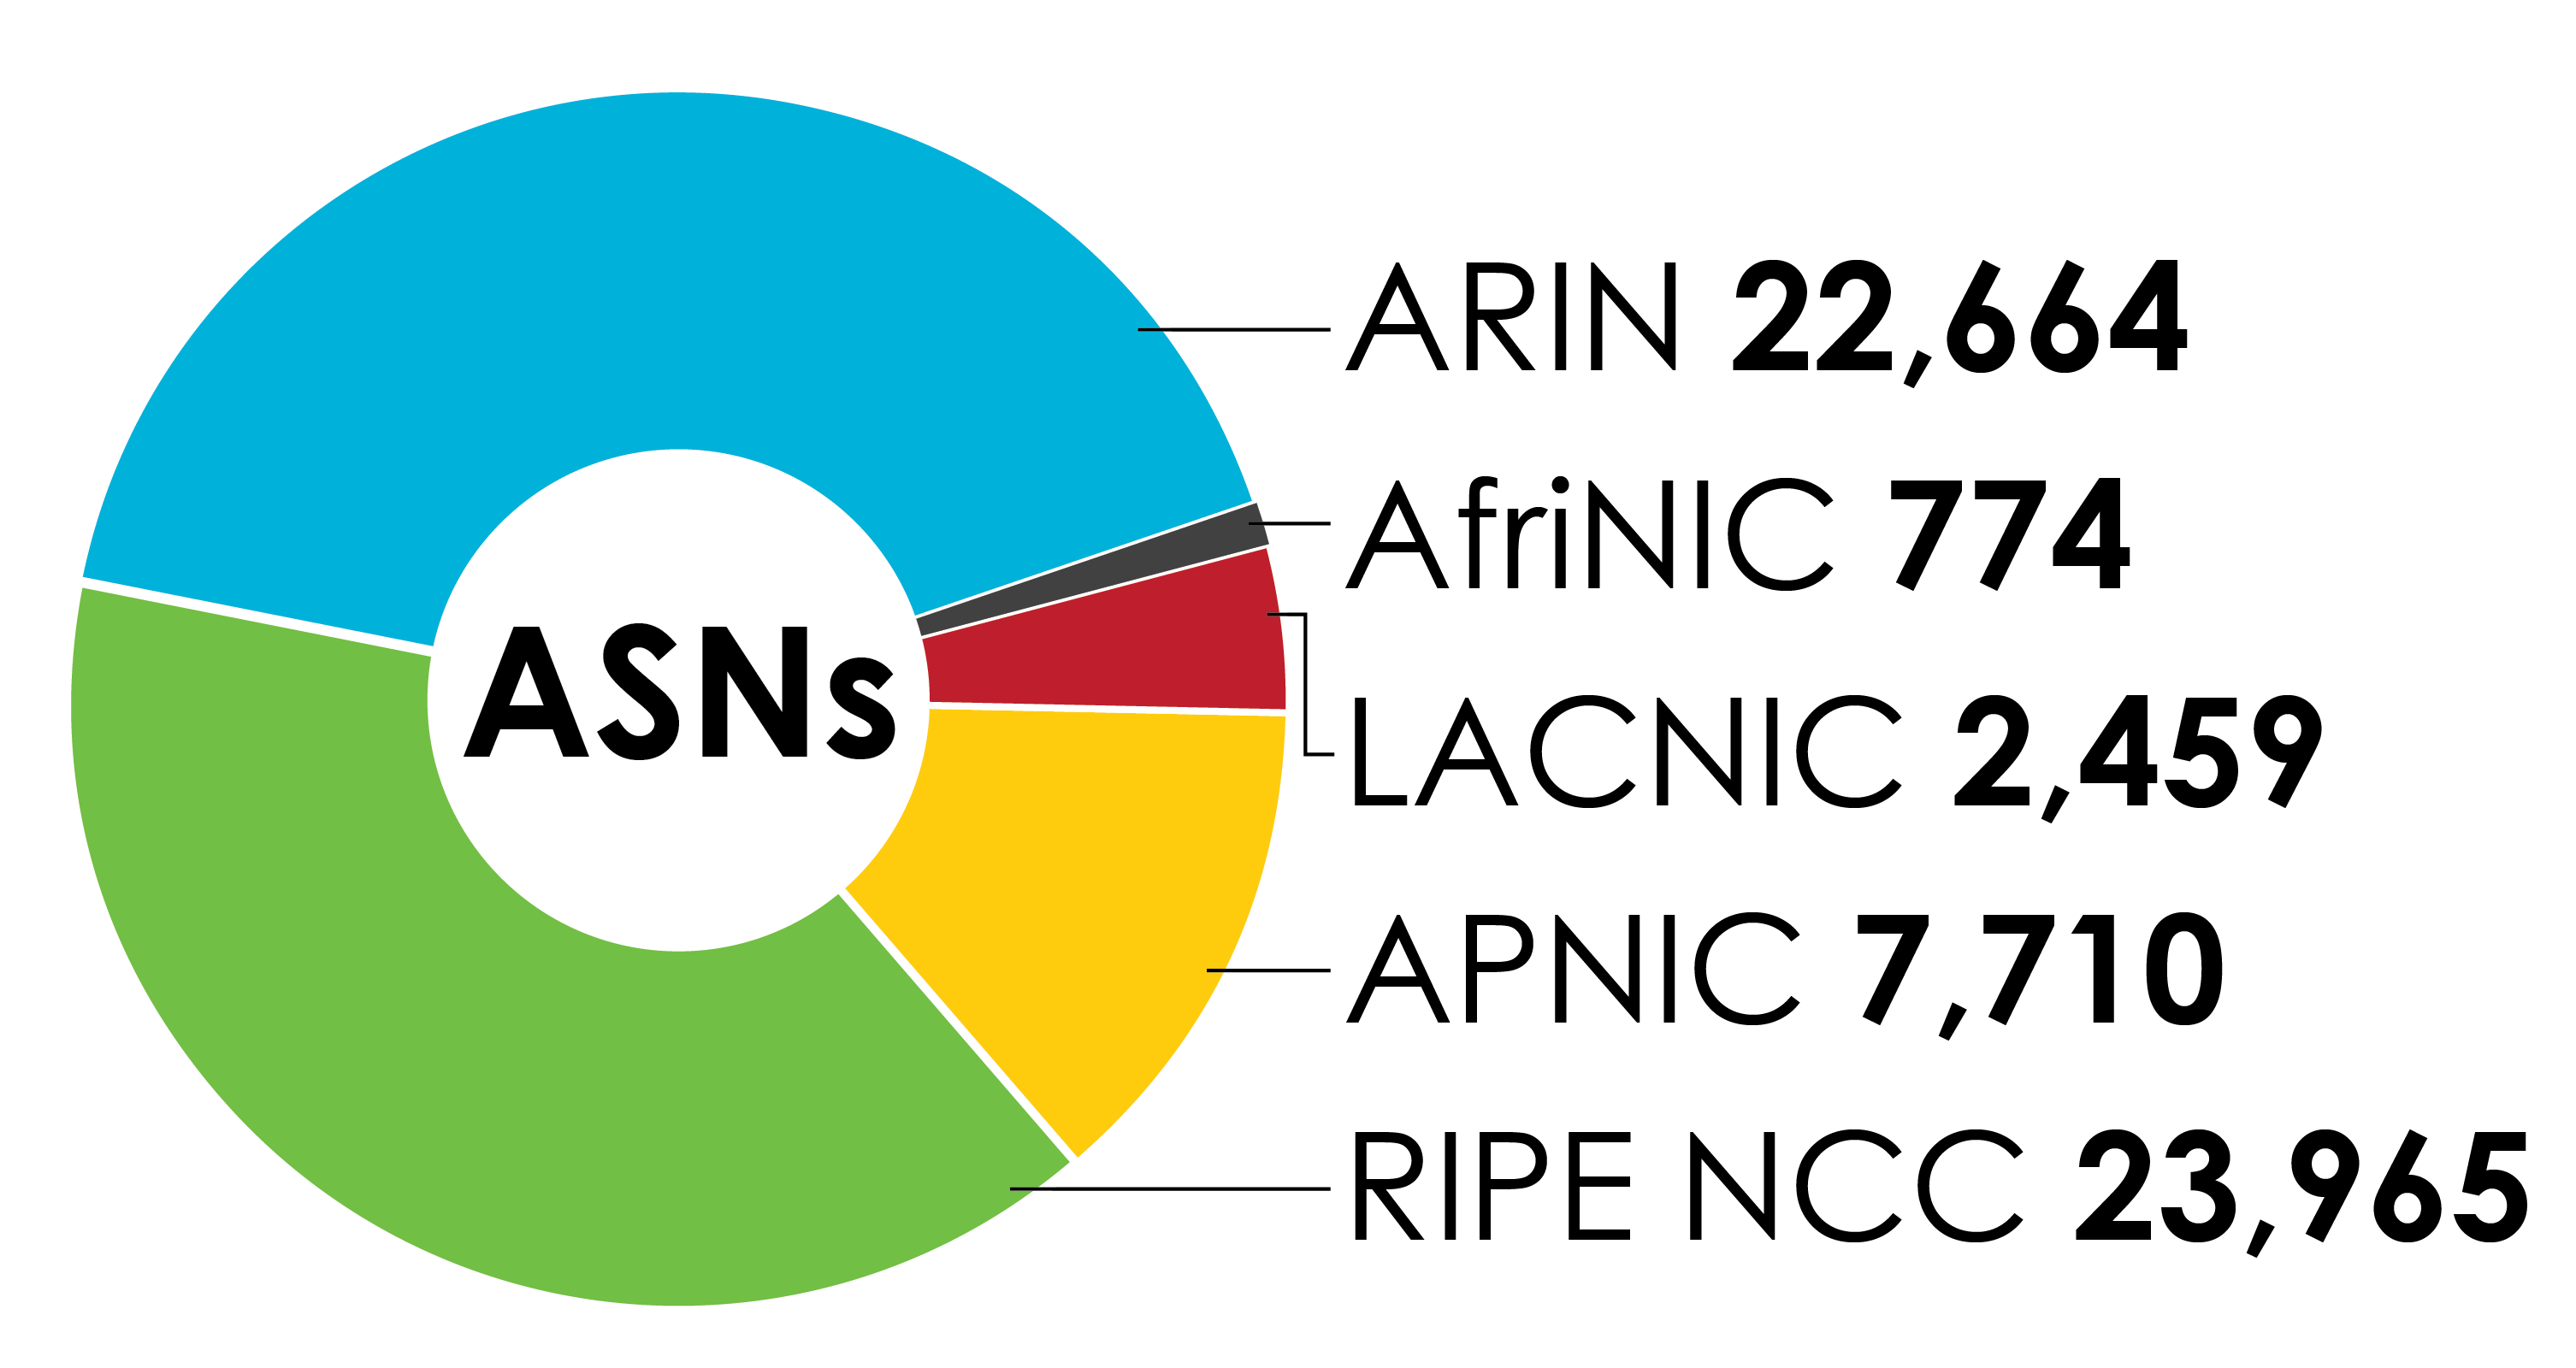 ASNs
ARIN 22,664
AfriNIC 774
LACNIC 2,459
APNIC 7,710
RIPE NCC 23,965